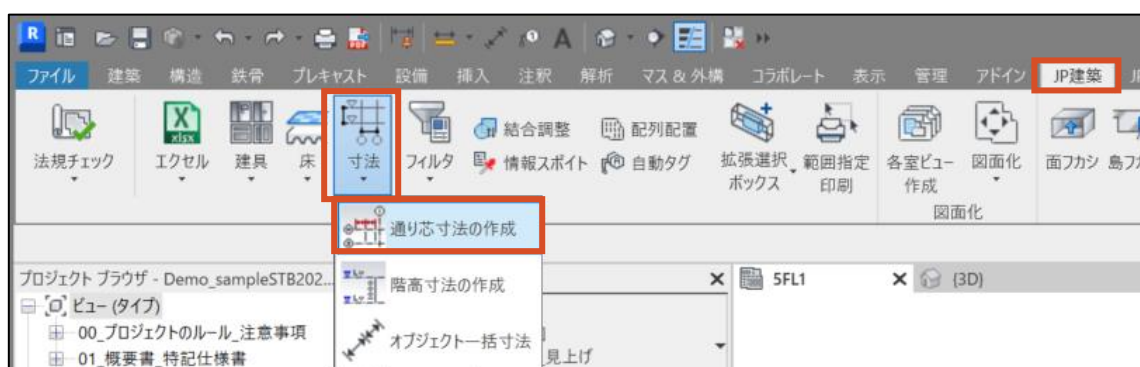 ファイル 建築 構造 鉄骨 プレキャスト 設備 挿入 注釈 解析 マス & 外構 コラボレート 表示 管理 アドイン JP建築
法規チェック エクセル 建具 床 寸法 フィルタ 結合調整 配列配置 拡張選択 範囲指定 各室ビュー 図面化 面フカシ
情報スポイト 自動タグ ボックス 印刷 作成
図面化
通り芯寸法の作成
プロジェクト ブラウザ - Demo_sampleSTB202... 5FL1 {3D}
階高寸法の作成
ビュー (タイプ)
00_プロジェクトのルール_注意事項
オブジェクト一括寸法
01_概要書_特記仕様書 見上げ